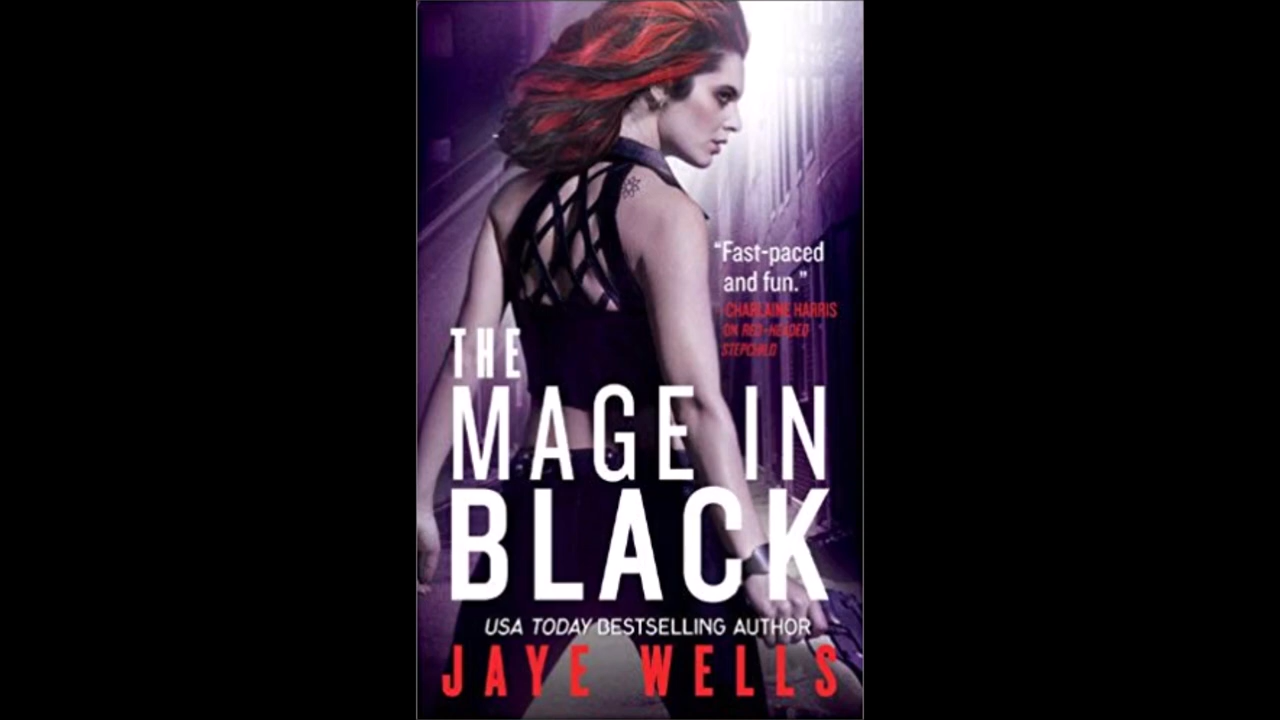 "Fast-paced
and fun."
CHARLAINE HARRIS
ON RED-HEADED
STEPCHILD
THE
MAGE IN
BLACK
USA TODAY BESTSELLING AUTHOR
JAYE WELLS